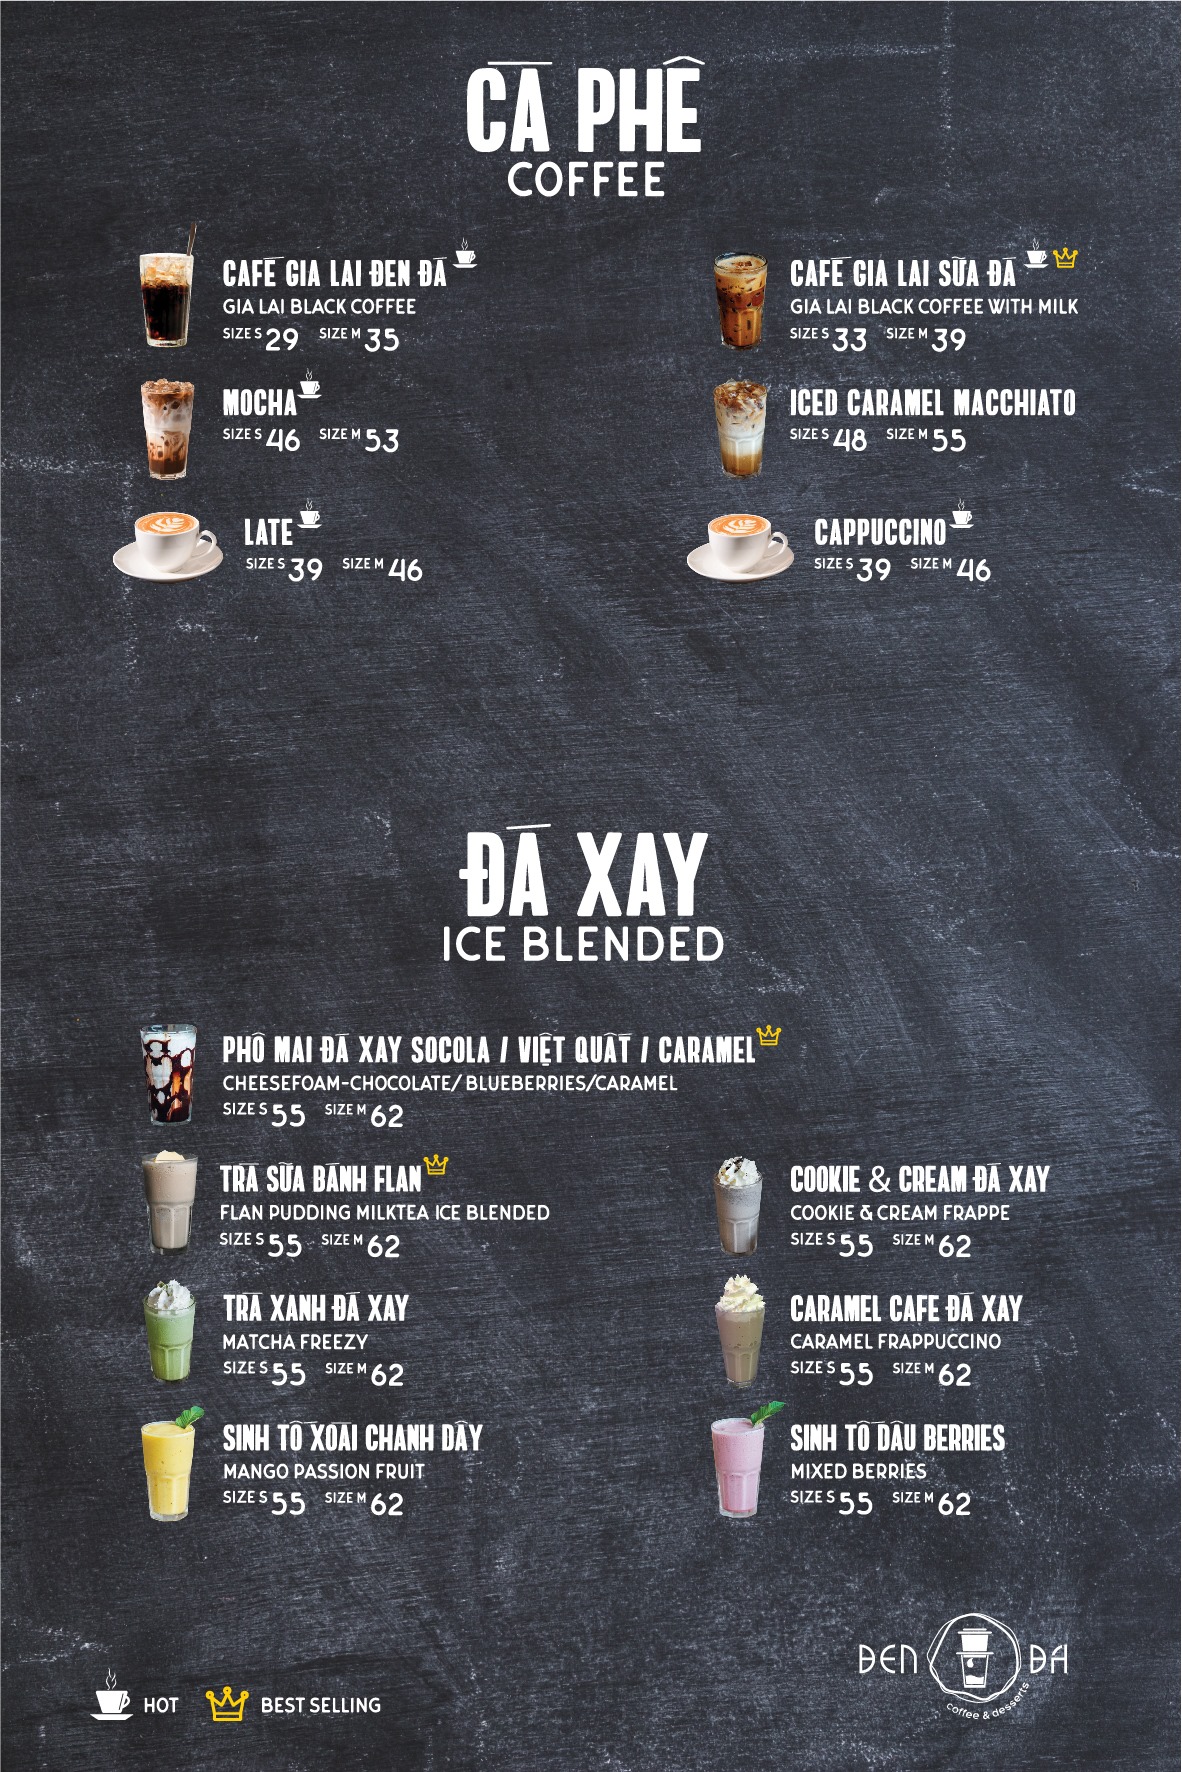 CÀ PHÊ
COFFEE
CAFÉ GIA LAI ĐEN ĐÁ
GIA LAI BLACK COFFEE
SIZE S 29 SIZE M 35
CAFÉ GIA LAI SỮA ĐÁ
GIA LAI BLACK COFFEE WITH MILK
SIZE S 33 SIZE M 39
MOCHA
SIZE S 46 SIZE M 53
ICED CARAMEL MACCHIATO
SIZE S 48 SIZE M 55
LATE
SIZE S 39 SIZE M 46
CAPPUCCINO
SIZE S 39 SIZE M 46
ĐÁ XAY
ICE BLENDED
PHÔ MAI ĐÁ XAY SOCOLA / VIỆT QUẤT / CARAMEL
CHEESEFOAM-CHOCOLATE/ BLUEBERRIES/CARAMEL
SIZE S 55 SIZE M 62
TRÀ SỮA BÁNH FLAN
FLAN PUDDING MILKTEA ICE BLENDED
SIZE S 55 SIZE M 62
COOKIE & CREAM ĐÁ XAY
COOKIE & CREAM FRAPPE
SIZE S 55 SIZE M 62
TRÀ XANH ĐÁ XAY
MATCHA FREEZY
SIZE S 55 SIZE M 62
CARAMEL CAFE ĐÁ XAY
CARAMEL FRAPPUCCINO
SIZE S 55 SIZE M 62
SINH TỐ XOÀI CHANH DÂY
MANGO PASSION FRUIT
SIZE S 55 SIZE M 62
SINH TỐ DÂU BERRIES
MIXED BERRIES
SIZE S 55 SIZE M 62
ĐEN ĐÁ
coffee & desserts
HOT
BEST SELLING